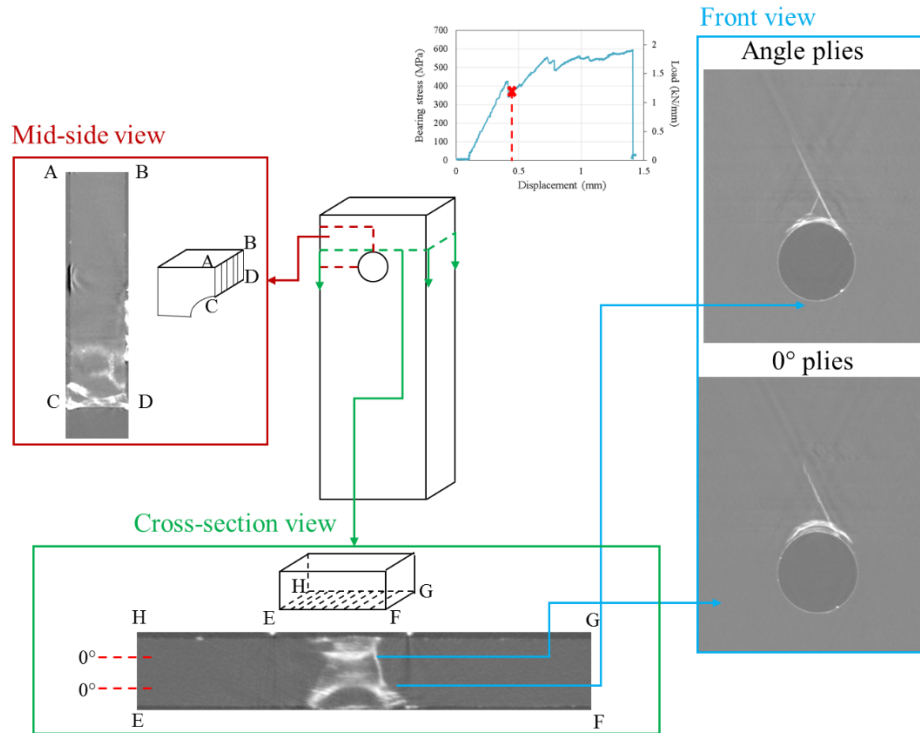 Front view
Angle plies
0° plies
700
600
500
400
300
200
100
0
Bearing stress (MPa)
2
1.5
1
0.5
0
Load (kN/mm)
0
0.5
1
1.5
Displacement (mm)
Mid-side view
A
B
B
A
D
C
C
D
Cross-section view
H
G
E
F
H
G
0°
0°
E
F